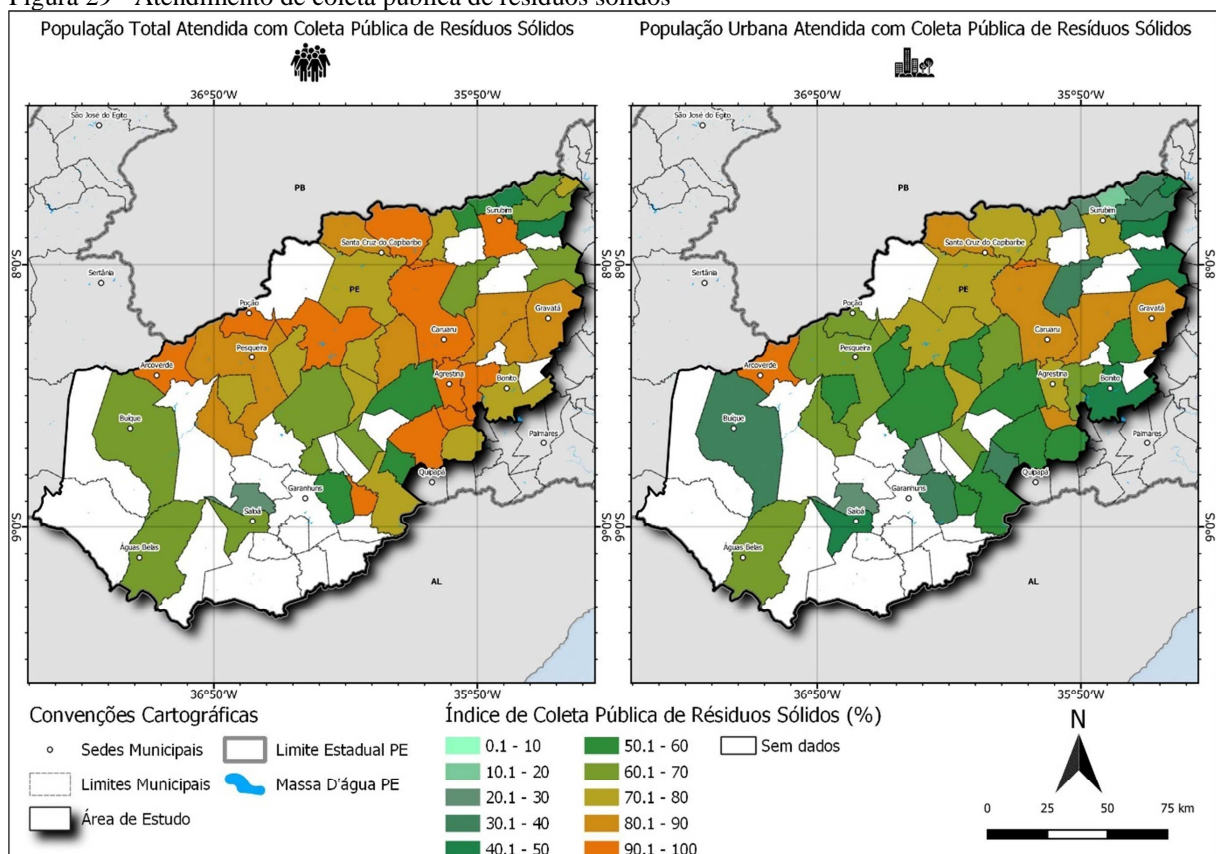 Figura 29 - Atendimento de coleta pública de resíduos sólidos
População Total Atendida com Coleta Pública de Resíduos Sólidos
36°50'W
35°50'W
São José do Egito
PB
Surubim
Santa Cruz do Capibaribe
8°0'S
8°0'S
Sertânia
PE
Poção
Gravatá
Caruaru
Pesqueira
Arcoverde
Agrestina
Bonito
Buíque
Palmares
Quipapá
Garanhuns
Saloá
9°0'S
9°0'S
Águas Belas
AL
36°50'W
35°50'W
População Urbana Atendida com Coleta Pública de Resíduos Sólidos
36°50'W
35°50'W
São José do Egito
PB
Surubim
Santa Cruz do Capibaribe
8°0'S
8°0'S
Sertânia
PE
Poção
Gravatá
Caruaru
Pesqueira
Arcoverde
Agrestina
Bonito
Buíque
Palmares
Quipapá
Garanhuns
Saloá
9°0'S
9°0'S
Águas Belas
AL
36°50'W
35°50'W
Convenções Cartográficas
Sedes Municipais
Limite Estadual PE
Limites Municipais
Massa D'água PE
Área de Estudo
Índice de Coleta Pública de Résiduos Sólidos (%)
0.1 - 10
10.1 - 20
20.1 - 30
30.1 - 40
40.1 - 50
50.1 - 60
60.1 - 70
70.1 - 80
80.1 - 90
90.1 - 100
Sem dados
N
0 25 50 75 km